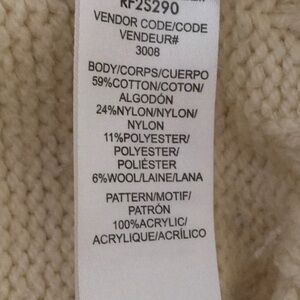 RF2S290
VENDOR CODE/CODE
VENDEUR#
3008
BODY/CORPS/CUERPO
59%COTTON/COTON/
ALGODÓN
24%NYLON/NYLON/
NYLON
11%POLYESTER/
POLYESTER/
POLIÉSTER
6%WOOL/LAINE/LANA
PATTERN/MOTIF/
PATRÓN
100%ACRYLIC/
ACRYLIQUE/ACRÍLICO